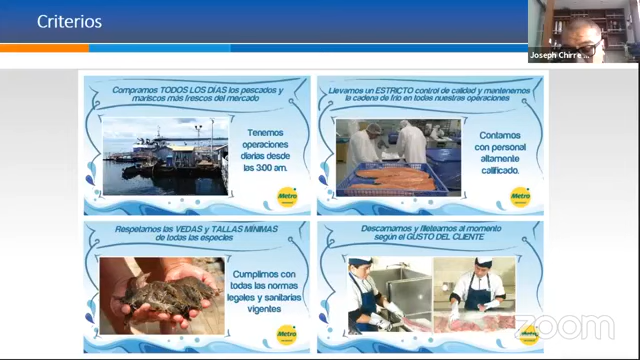 Criterios
Joseph Chirre
Compramos TODOS LOS DÍAS los pescados y
mariscos más frescos del mercado
Tenemos
operaciones
diarias desde
las 3:00 am.
Metro
Llevamos un ESTRICTO control de calidad y mantenemos
la cadena de frío en todas nuestras operaciones
Contamos
con personal
altamente
calificado.
Metro
Respetamos las VEDAS y TALLAS MÍNIMAS
de todas las especies
Cumplimos con
todas las normas
legales y sanitarias
vigentes
Metro
Descamamos y fileteamos al momento
según el GUSTO DEL CLIENTE
Metro
zoom